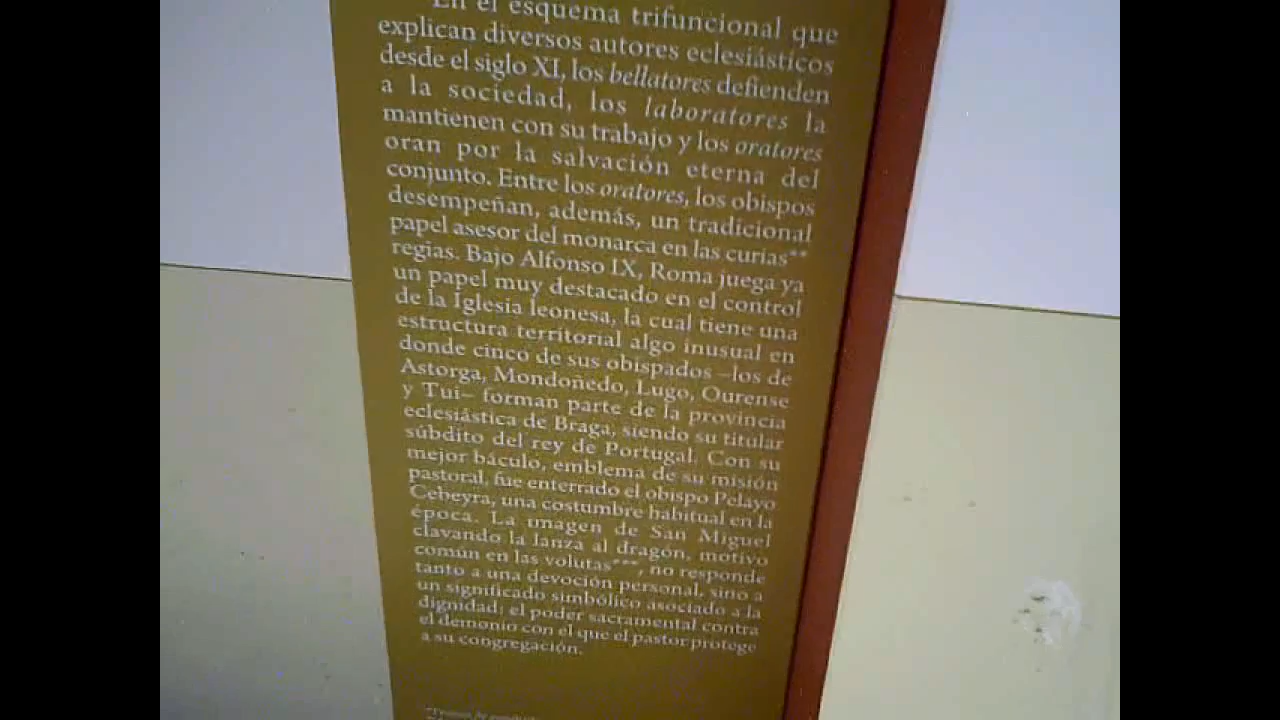 En el esquema trifuncional que
explican diversos autores eclesiásticos
desde el siglo XI, los bellatores defienden
a la sociedad, los laboratores la
mantienen con su trabajo y los oratores
oran por la salvación eterna del
conjunto. Entre los oratores, los obispos
desempeñan, además, un tradicional
papel asesor del monarca en las curias**
regias. Bajo Alfonso IX, Roma juega ya
un papel muy destacado en el control
de la Iglesia leonesa, la cual tiene una
estructura territorial algo inusual en
donde cinco de sus obispados –los de
Astorga, Mondoñedo, Lugo, Ourense
y Tui– forman parte de la provincia
eclesiástica de Braga, siendo su titular
súbdito del rey de Portugal. Con su
mejor báculo, emblema de su misión
pastoral, fue enterrado el obispo Pelayo
Cebeyra, una costumbre habitual en la
época. La imagen de San Miguel
clavando la lanza al dragón, motivo
común en las volutas***, no responde
tanto a una devoción personal, sino a
un significado simbólico asociado a la
dignidad: el poder sacramental contra
el demonio con el que el pastor protege
a su congregación.